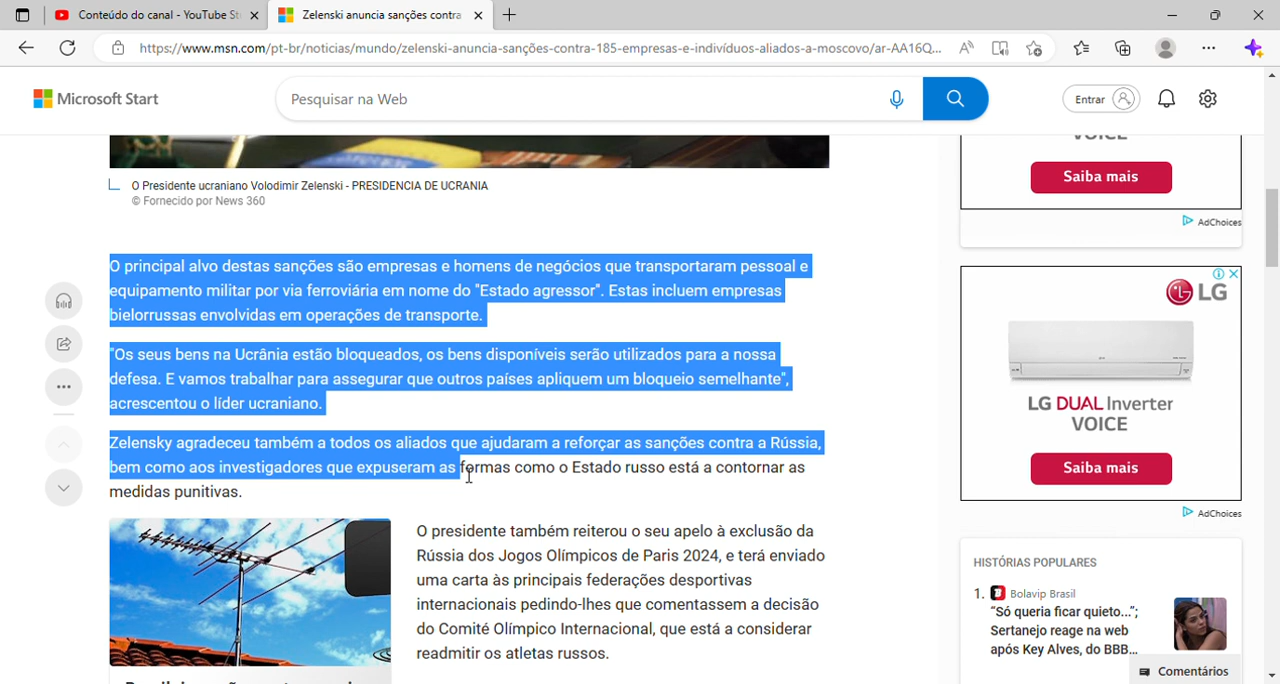 Conteúdo do canal - YouTube St
Zelenski anuncia sanções contra
https://www.msn.com/pt-br/noticias/mundo/zelenski-anuncia-sanções-contra-185-empresas-e-indivíduos-aliados-a-moscovo/ar-AA16Q...
Microsoft Start
Pesquisar na Web
Entrar
VOICE
Saiba mais
AdChoices
O Presidente ucraniano Volodimir Zelenski - PRESIDENCIA DE UCRANIA
© Fornecido por News 360
O principal alvo destas sanções são empresas e homens de negócios que transportaram pessoal e
equipamento militar por via ferroviária em nome do "Estado agressor". Estas incluem empresas
bielorrussas envolvidas em operações de transporte.
"Os seus bens na Ucrânia estão bloqueados, os bens disponíveis serão utilizados para a nossa
defesa. E vamos trabalhar para assegurar que outros países apliquem um bloqueio semelhante",
acrescentou o líder ucraniano.
Zelensky agradeceu também a todos os aliados que ajudaram a reforçar as sanções contra a Rússia,
bem como aos investigadores que expuseram as formas como o Estado russo está a contornar as
medidas punitivas.
O presidente também reiterou o seu apelo à exclusão da
Rússia dos Jogos Olímpicos de Paris 2024, e terá enviado
uma carta às principais federações desportivas
internacionais pedindo-lhes que comentassem a decisão
do Comité Olímpico Internacional, que está a considerar
readmitir os atletas russos.
LG
LG DUAL Inverter
VOICE
Saiba mais
AdChoices
HISTÓRIAS POPULARES
1. Bolavip Brasil
"Só queria ficar quieto...";
Sertanejo reage na web
após Key Alves, do BBB...
Comentários